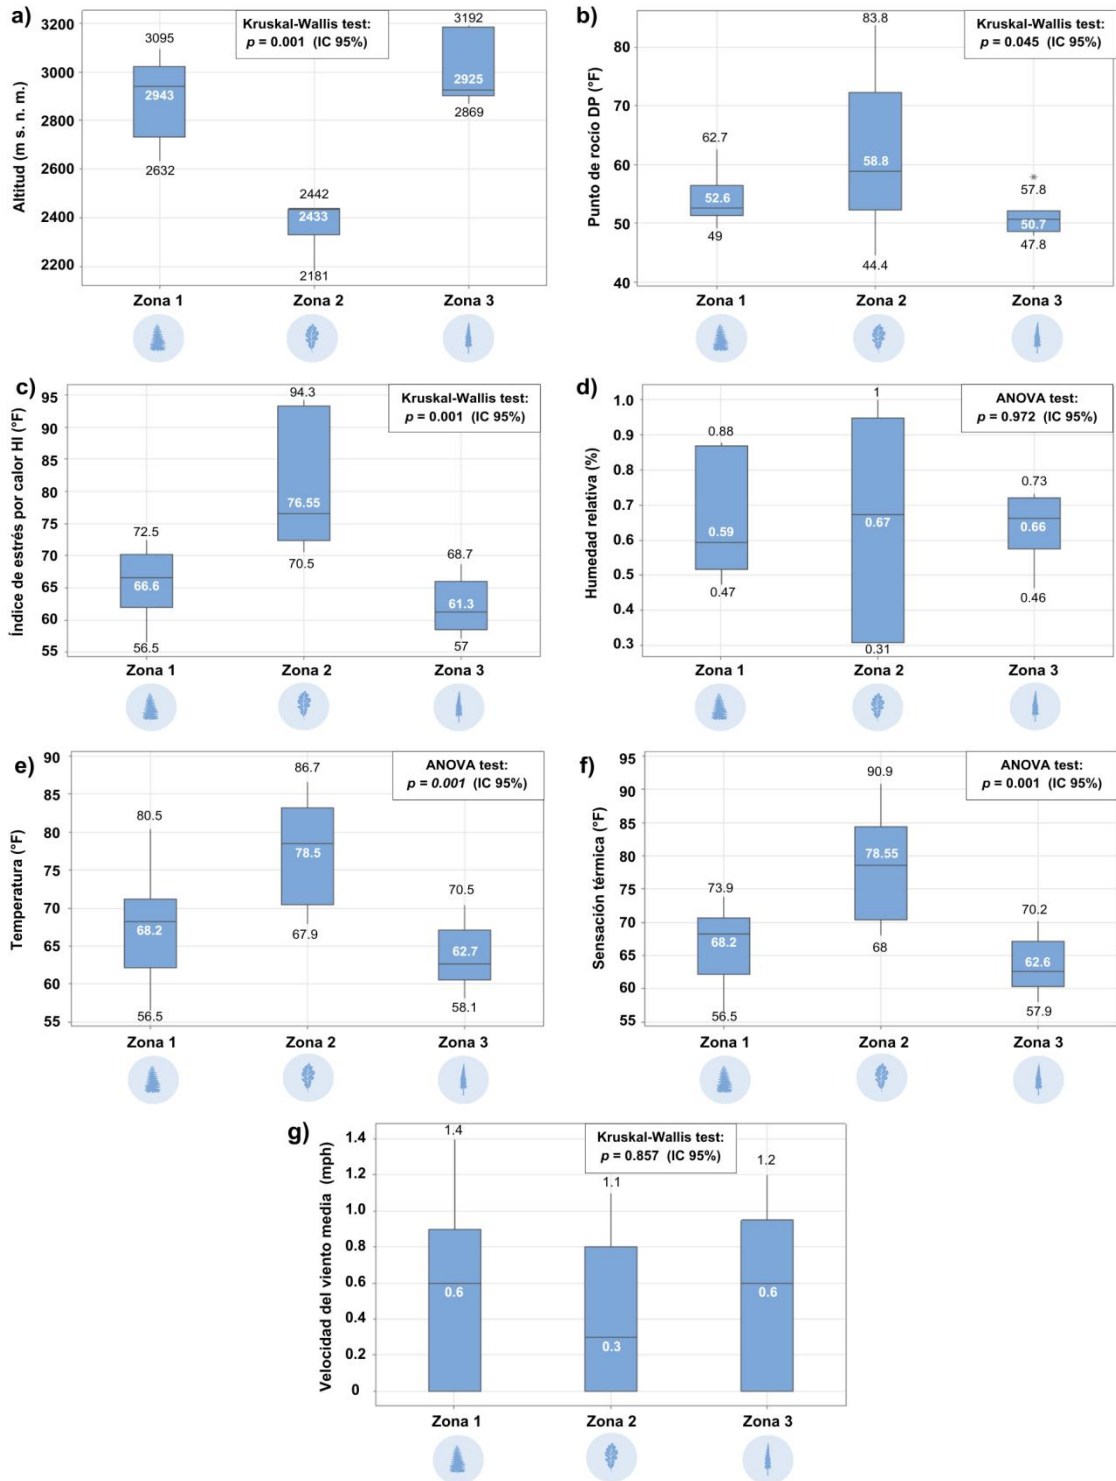 a)
Kruskal-Wallis test:
p = 0.001 (IC 95%)
Altitud (m s. n. m.)
3200
3000
2800
2600
2400
2200
3095
2943
2632
2442
2433
2181
3192
2925
2869
Zona 1
Zona 2
Zona 3
b)
Kruskal-Wallis test:
p = 0.045 (IC 95%)
Punto de rocío DP (°F)
80
70
60
50
40
62.7
52.6
49
83.8
58.8
44.4
*
57.8
50.7
47.8
Zona 1
Zona 2
Zona 3
c)
Kruskal-Wallis test:
p = 0.001 (IC 95%)
Índice de estrés por calor HI (°F)
95
90
85
80
75
70
65
60
55
72.5
66.6
56.5
94.3
76.55
70.5
68.7
61.3
57
Zona 1
Zona 2
Zona 3
d)
ANOVA test:
p = 0.972 (IC 95%)
Humedad relativa (%)
1.0
0.9
0.8
0.7
0.6
0.5
0.4
0.3
0.88
0.59
0.47
1
0.67
0.31
0.73
0.66
0.46
Zona 1
Zona 2
Zona 3
e)
ANOVA test:
p = 0.001 (IC 95%)
Temperatura (°F)
90
85
80
75
70
65
60
55
80.5
68.2
56.5
86.7
78.5
67.9
70.5
62.7
58.1
Zona 1
Zona 2
Zona 3
f)
ANOVA test:
p = 0.001 (IC 95%)
Sensación térmica (°F)
95
90
85
80
75
70
65
60
55
73.9
68.2
56.5
90.9
78.55
68
70.2
62.6
57.9
Zona 1
Zona 2
Zona 3
g)
Kruskal-Wallis test:
p = 0.857 (IC 95%)
Velocidad del viento media (mph)
1.4
1.2
1.0
0.8
0.6
0.4
0.2
0
1.4
0.6
1.1
0.3
1.2
0.6
Zona 1
Zona 2
Zona 3